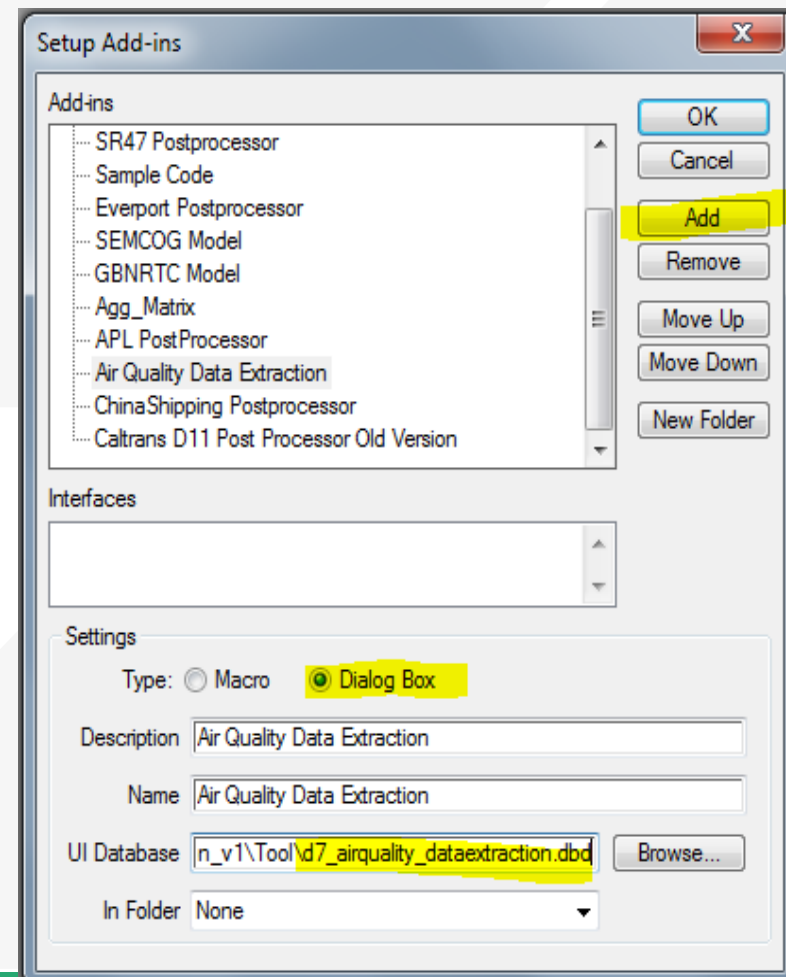 Setup Add-ins
x
Add-ins
OK
SR47 Postprocessor
Cancel
Sample Code
Everport Postprocessor
Add
SEMCOG Model
Remove
GBNRTC Model
Agg_Matrix
Move Up
APL PostProcessor
Move Down
Air Quality Data Extraction
ChinaShipping Postprocessor
New Folder
Caltrans D11 Post Processor Old Version
Interfaces
Settings
Type: Macro Dialog Box
Description Air Quality Data Extraction
Name Air Quality Data Extraction
UI Database n_v1\Tool\d7_airquality_dataextraction.dbd Browse...
In Folder None